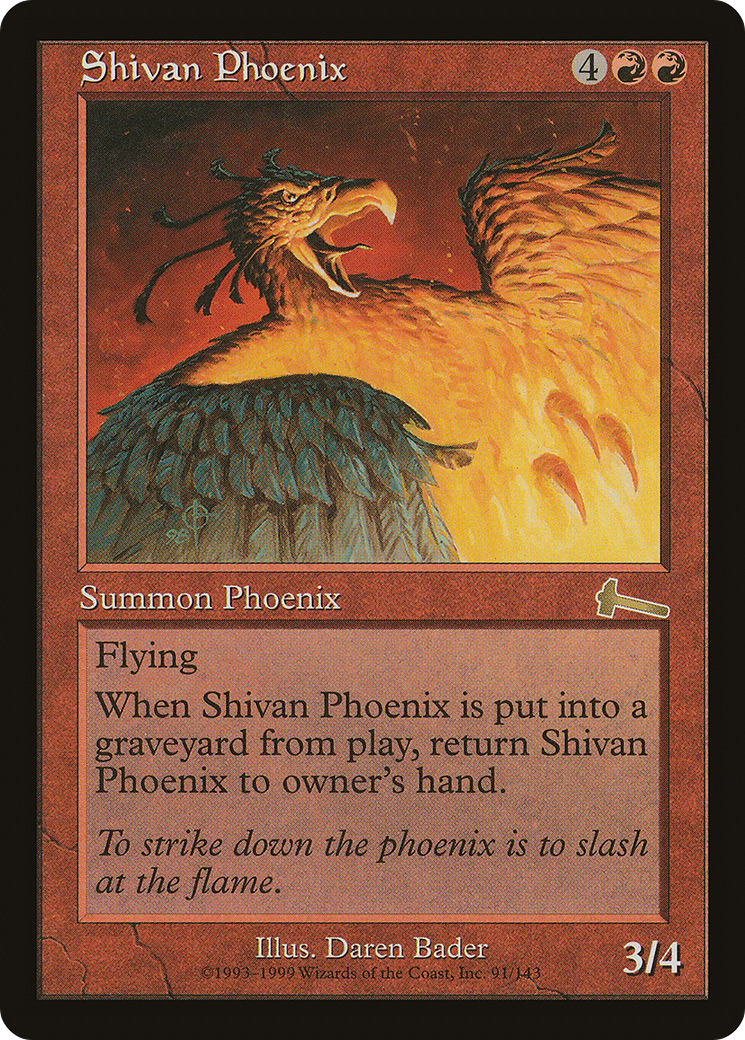 Shivan Phoenix 4
96
Summon Phoenix
Flying
When Shivan Phoenix is put into a
graveyard from play, return Shivan
Phoenix to owner's hand.
To strike down the phoenix is to slash
at the flame.
Illus. Daren Bader
©1993–1999 Wizards of the Coast, Inc. 91/143
3/4